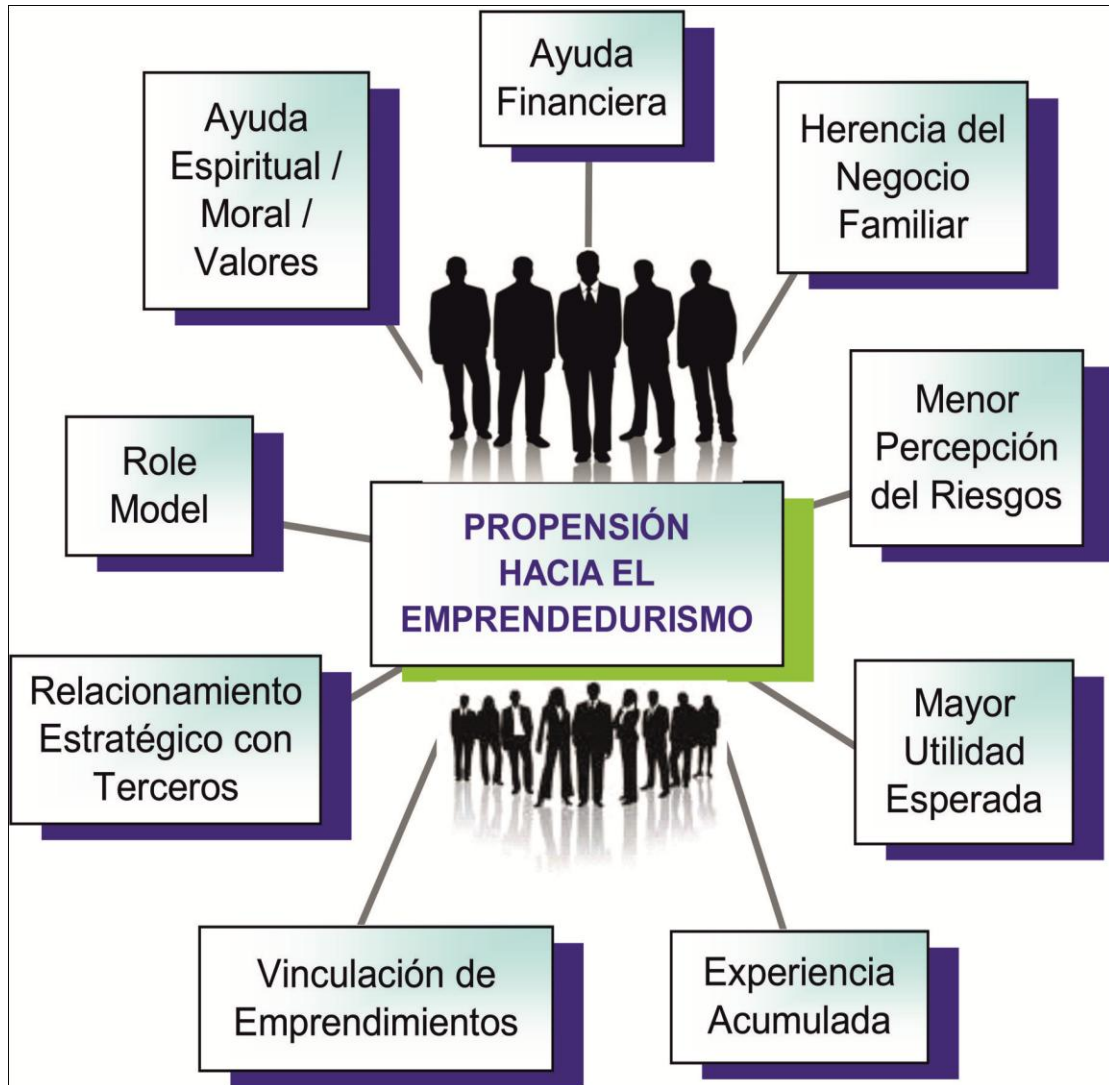 Ayuda
Financiera
Ayuda
Espiritual /
Moral /
Valores
Herencia del
Negocio
Familiar
Role
Model
Menor
Percepción
del Riesgos
PROPENSIÓN
HACIA EL
EMPRENDEDURISMO
Relacionamiento
Estratégico con
Terceros
Mayor
Utilidad
Esperada
Vinculación de
Emprendimientos
Experiencia
Acumulada